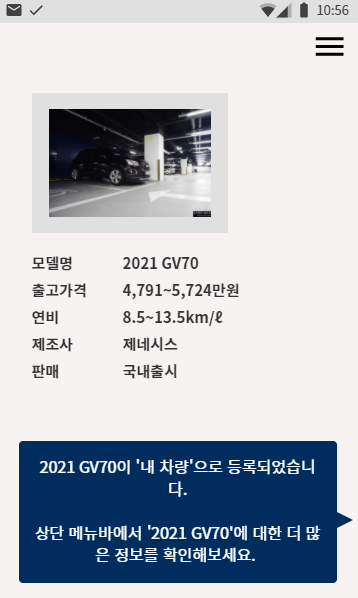 10:56
모델명 2021 GV70
출고가격 4,791~5,724만원
연비 8.5~13.5km/ℓ
제조사 제네시스
판매 국내출시
2021 GV70이 '내 차량'으로 등록되었습니
다.
상단 메뉴바에서 '2021 GV70'에 대한 더 많
은 정보를 확인해보세요.